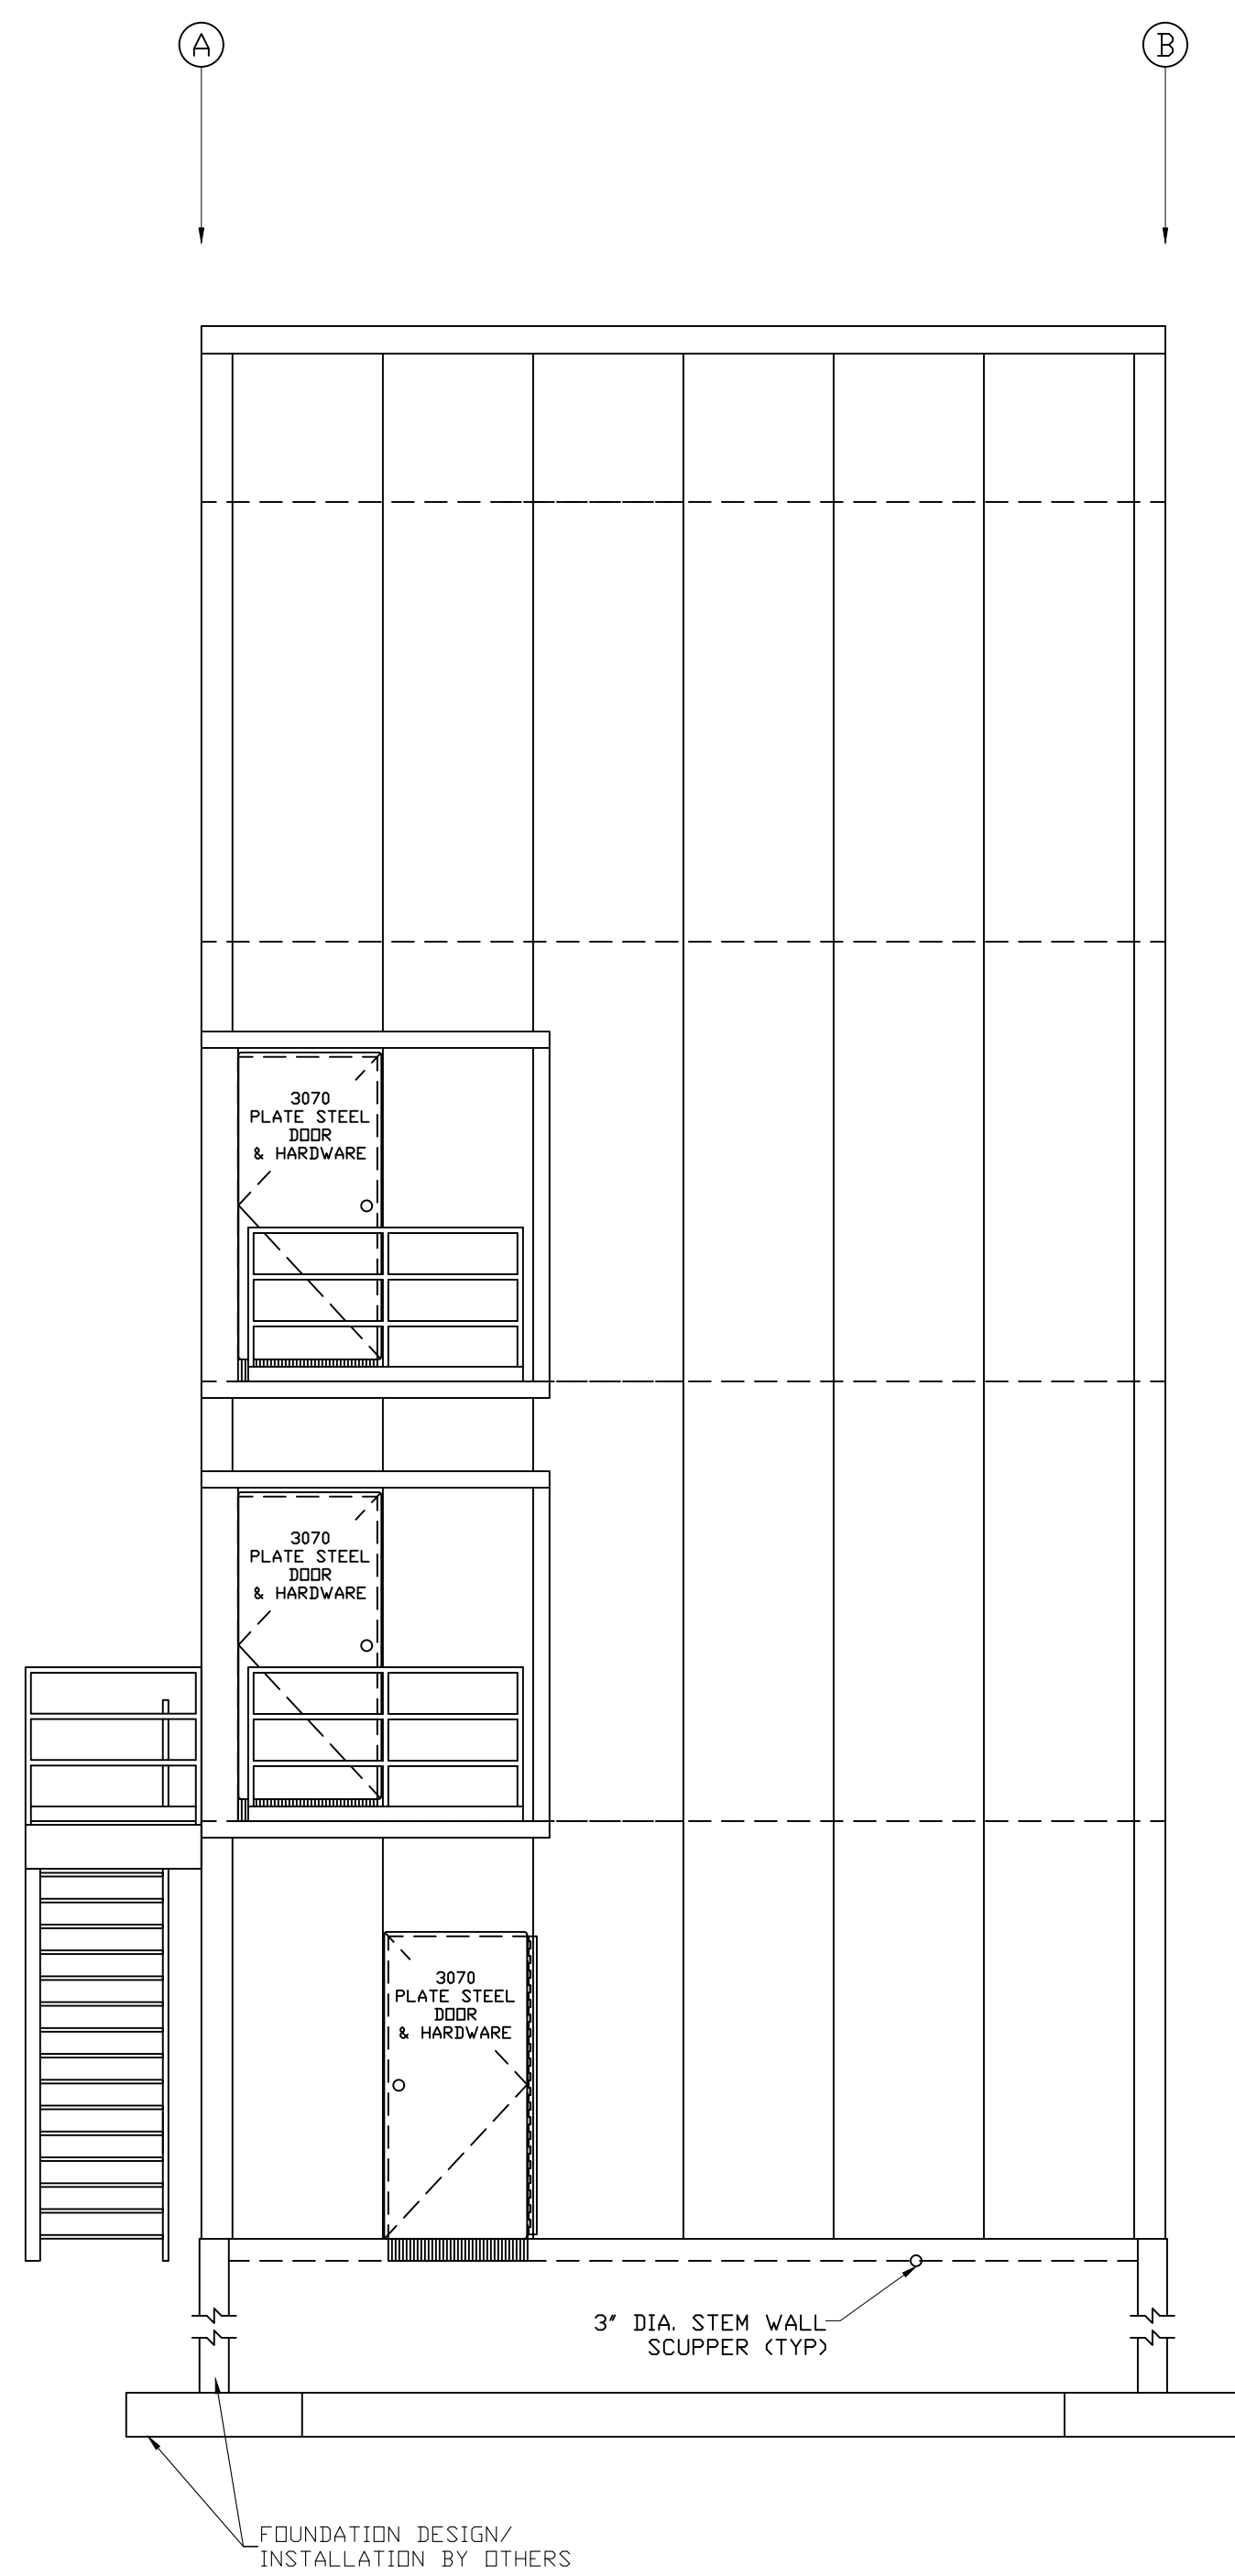 A
B
3070
PLATE STEEL
DOOR
& HARDWARE
3070
PLATE STEEL
DOOR
& HARDWARE
3070
PLATE STEEL
DOOR
& HARDWARE
3" DIA. STEM WALL
SCUPPER (TYP)
FOUNDATION DESIGN/
INSTALLATION BY OTHERS